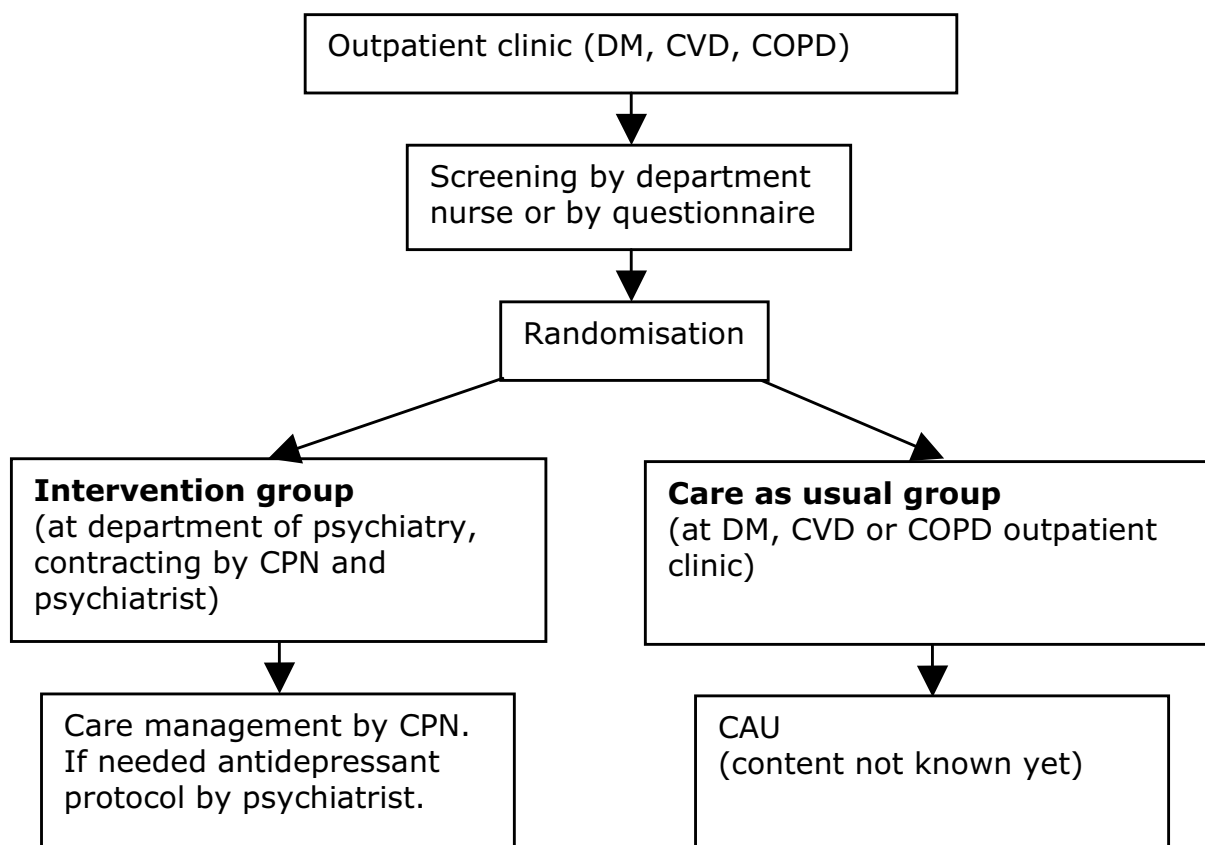 Outpatient clinic (DM, CVD, COPD)
Screening by department
nurse or by questionnaire
Randomisation
Intervention group
(at department of psychiatry,
contracting by CPN and
psychiatrist)
Care as usual group
(at DM, CVD or COPD outpatient
clinic)
Care management by CPN.
If needed antidepressant
protocol by psychiatrist.
CAU
(content not known yet)